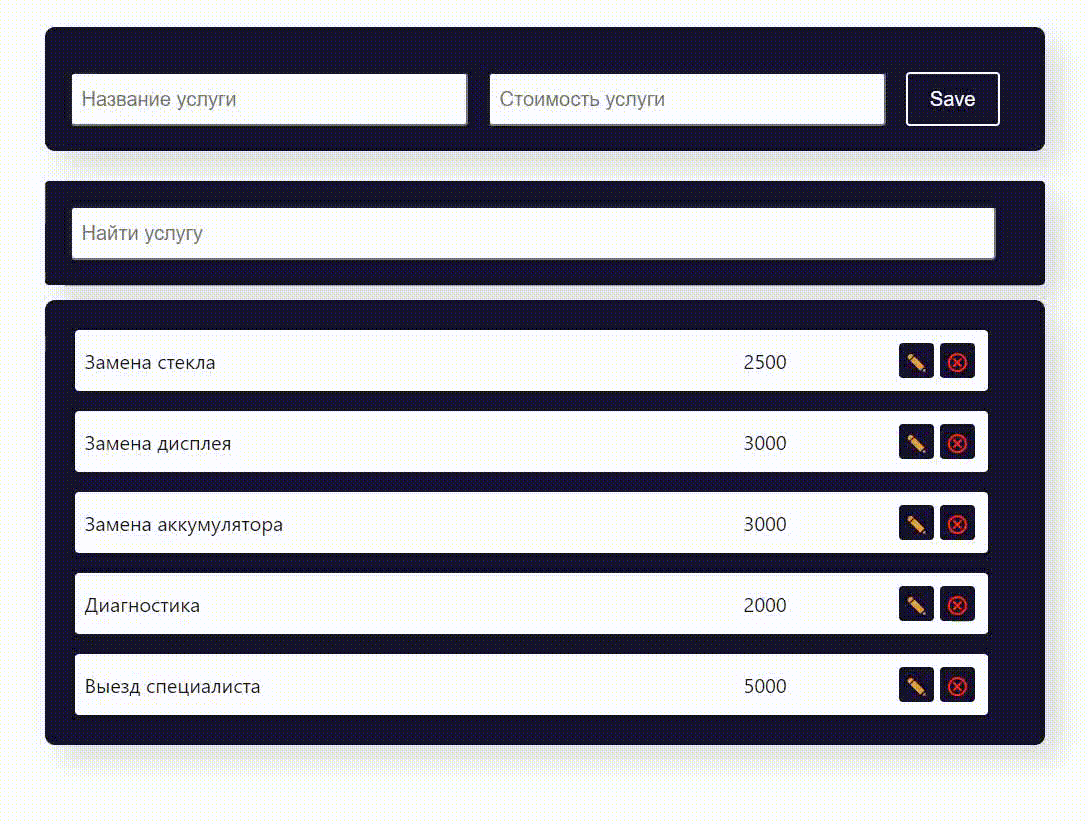 Название услуги Стоимость услуги Save
Найти услугу
Замена стекла 2500
Замена дисплея 3000
Замена аккумулятора 3000
Диагностика 2000
Выезд специалиста 5000